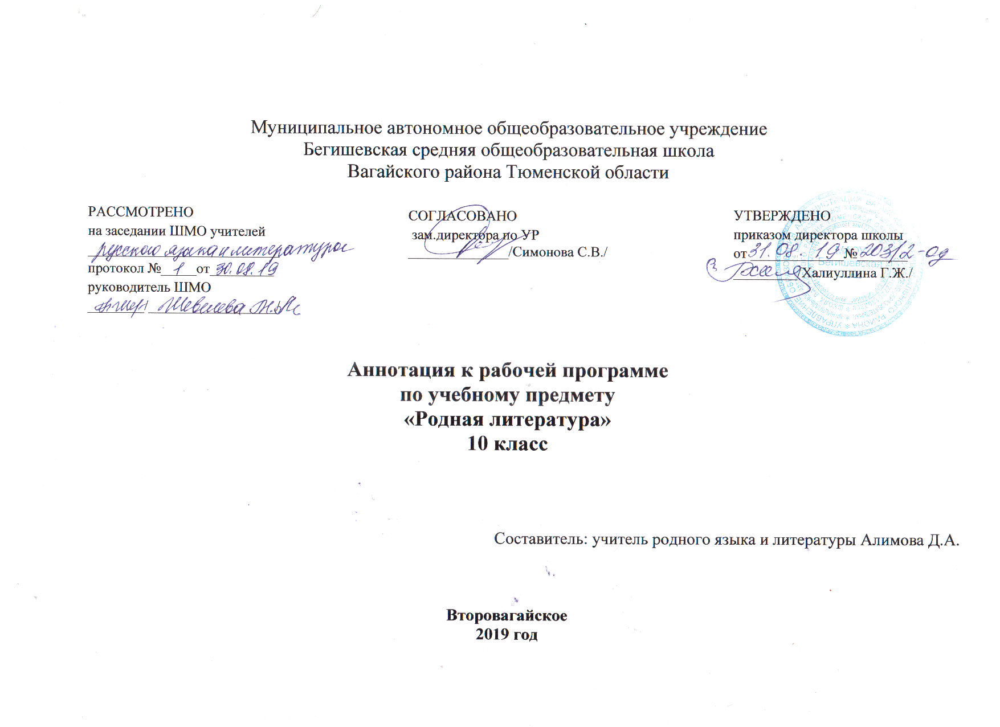 Муниципальное автономное общеобразовательное учреждение
Бегишевская средняя общеобразовательная школа
Вагайского района Тюменской области
РАССМОТРЕНО
на заседании ШМО учителей
русского языка и литературы
протокол № 1 от 30.08.19
руководитель ШМО
Шевелева
СОГЛАСОВАНО
зам.директора по УР
/Симонова С.В./
УТВЕРЖДЕНО
приказом директора школы
от 31.08.19 № 203/2-од
/Халиуллина Г.Ж./
Бегишевская
Аннотация к рабочей программе
по учебному предмету
«Родная литература»
10 класс
Составитель: учитель родного языка и литературы Алимова Д.А.
Второвагайское
2019 год